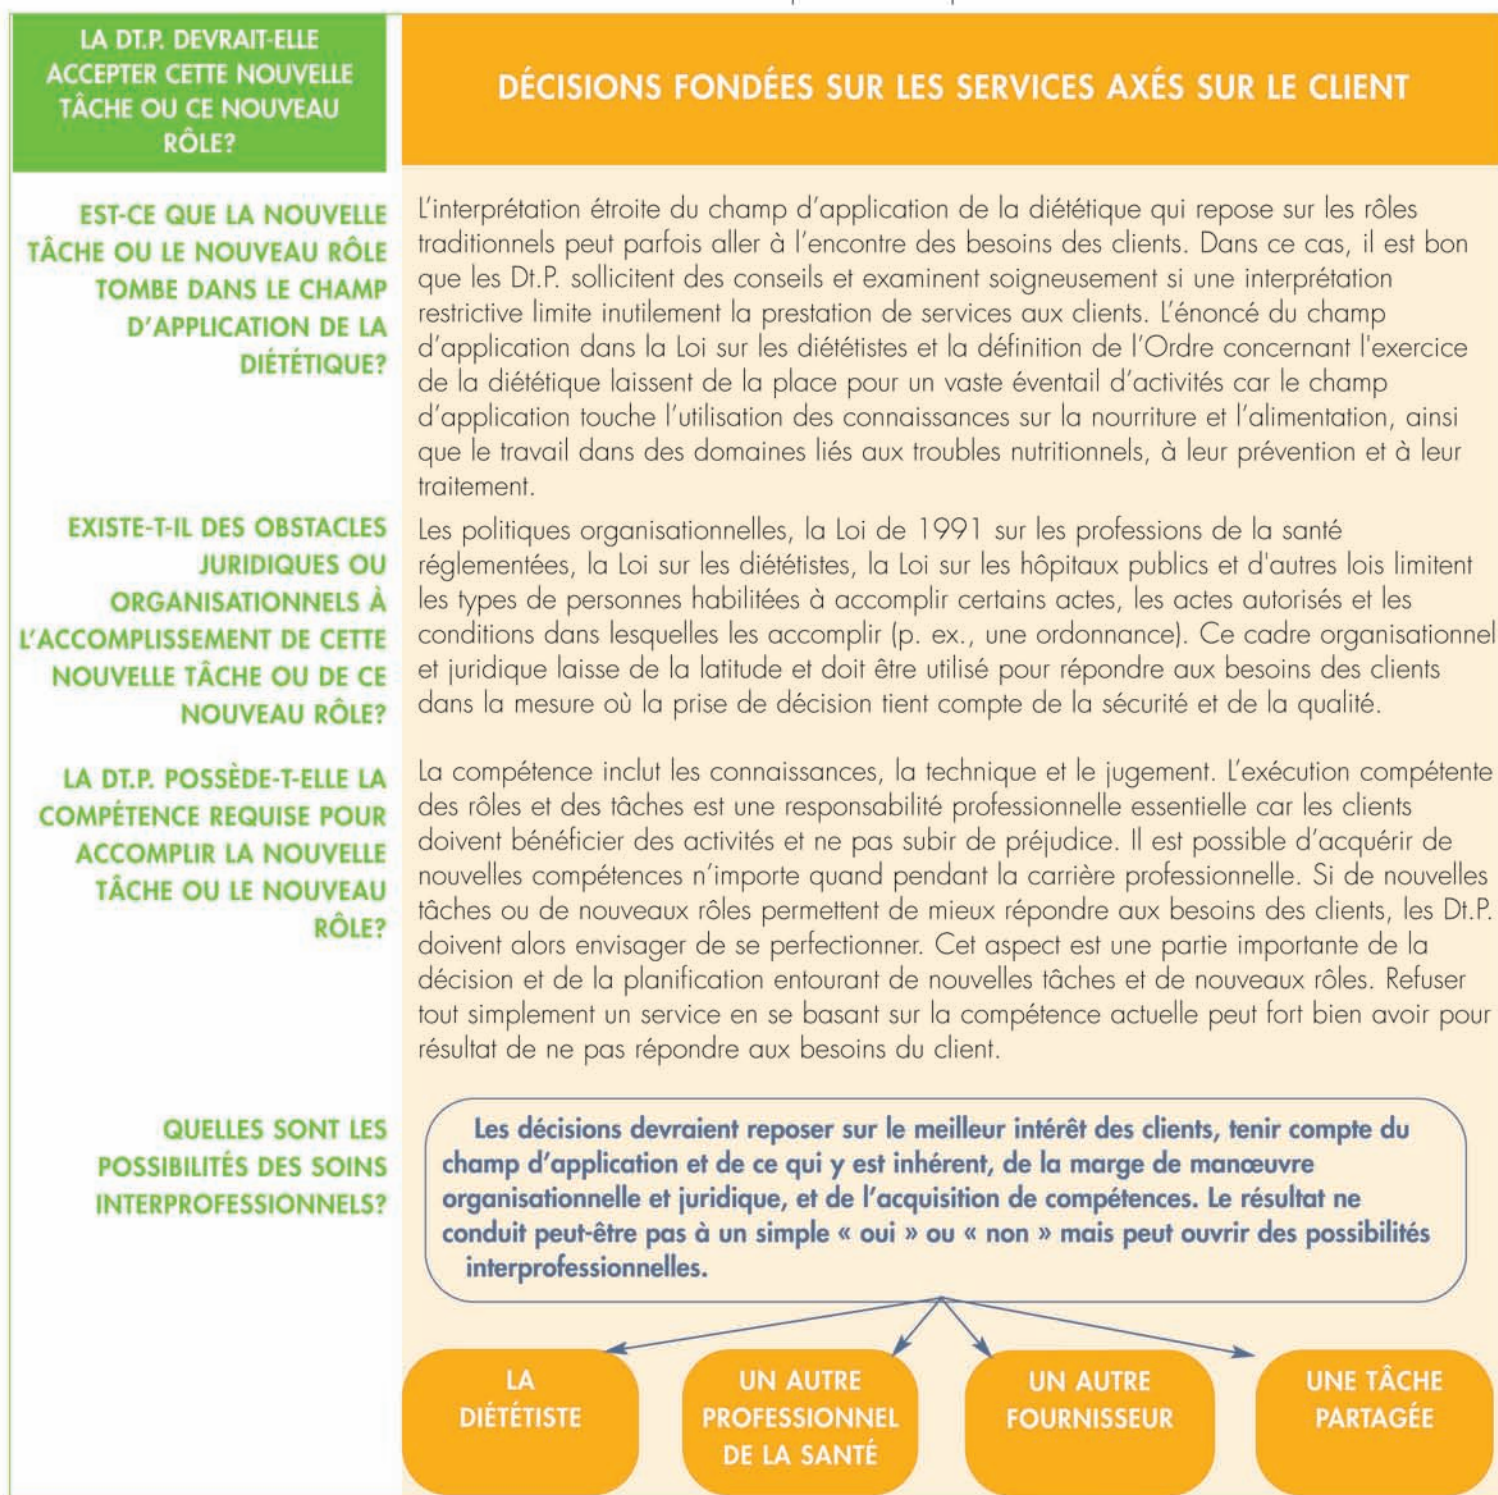 LA DT.P. DEVRAIT-ELLE
ACCEPTER CETTE NOUVELLE
TÂCHE OU CE NOUVEAU
RÔLE?
DÉCISIONS FONDÉES SUR LES SERVICES AXÉS SUR LE CLIENT
EST-CE QUE LA NOUVELLE
TÂCHE OU LE NOUVEAU RÔLE
TOMBE DANS LE CHAMP
D'APPLICATION DE LA
DIÉTÉTIQUE?
L'interprétation étroite du champ d'application de la diététique qui repose sur les rôles
traditionnels peut parfois aller à l'encontre des besoins des clients. Dans ce cas, il est bon
que les Dt.P. sollicitent des conseils et examinent soigneusement si une interprétation
restrictive limite inutilement la prestation de services aux clients. L'énoncé du champ
d'application dans la Loi sur les diététistes et la définition de l'Ordre concernant l'exercice
de la diététique laissent de la place pour un vaste éventail d'activités car le champ
d'application touche l'utilisation des connaissances sur la nourriture et l'alimentation, ainsi
que le travail dans des domaines liés aux troubles nutritionnels, à leur prévention et à leur
traitement.
EXISTE-T-IL DES OBSTACLES
JURIDIQUES OU
ORGANISATIONNELS À
L'ACCOMPLISSEMENT DE CETTE
NOUVELLE TÂCHE OU DE CE
NOUVEAU RÔLE?
Les politiques organisationnelles, la Loi de 1991 sur les professions de la santé
réglementées, la Loi sur les diététistes, la Loi sur les hôpitaux publics et d'autres lois limitent
les types de personnes habilitées à accomplir certains actes, les actes autorisés et les
conditions dans lesquelles les accomplir (p. ex., une ordonnance). Ce cadre organisationnel
et juridique laisse de la latitude et doit être utilisé pour répondre aux besoins des clients
dans la mesure où la prise de décision tient compte de la sécurité et de la qualité.
LA DT.P. POSSÈDE-T-ELLE LA
COMPÉTENCE REQUISE POUR
ACCOMPLIR LA NOUVELLE
TÂCHE OU LE NOUVEAU
RÔLE?
La compétence inclut les connaissances, la technique et le jugement. L'exécution compétente
des rôles et des tâches est une responsabilité professionnelle essentielle car les clients
doivent bénéficier des activités et ne pas subir de préjudice. Il est possible d'acquérir de
nouvelles compétences n'importe quand pendant la carrière professionnelle. Si de nouvelles
tâches ou de nouveaux rôles permettent de mieux répondre aux besoins des clients, les Dt.P.
doivent alors envisager de se perfectionner. Cet aspect est une partie importante de la
décision et de la planification entourant de nouvelles tâches et de nouveaux rôles. Refuser
tout simplement un service en se basant sur la compétence actuelle peut fort bien avoir pour
résultat de ne pas répondre aux besoins du client.
QUELLES SONT LES
POSSIBILITÉS DES SOINS
INTERPROFESSIONNELS?
Les décisions devraient reposer sur le meilleur intérêt des clients, tenir compte du
champ d'application et de ce qui y est inhérent, de la marge de manœuvre
organisationnelle et juridique, et de l'acquisition de compétences. Le résultat ne
conduit peut-être pas à un simple « oui » ou « non » mais peut ouvrir des possibilités
interprofessionnelles.
LA
DIÉTÉTISTE
UN AUTRE
PROFESSIONNEL
DE LA SANTÉ
UN AUTRE
FOURNISSEUR
UNE TÂCHE
PARTAGÉE